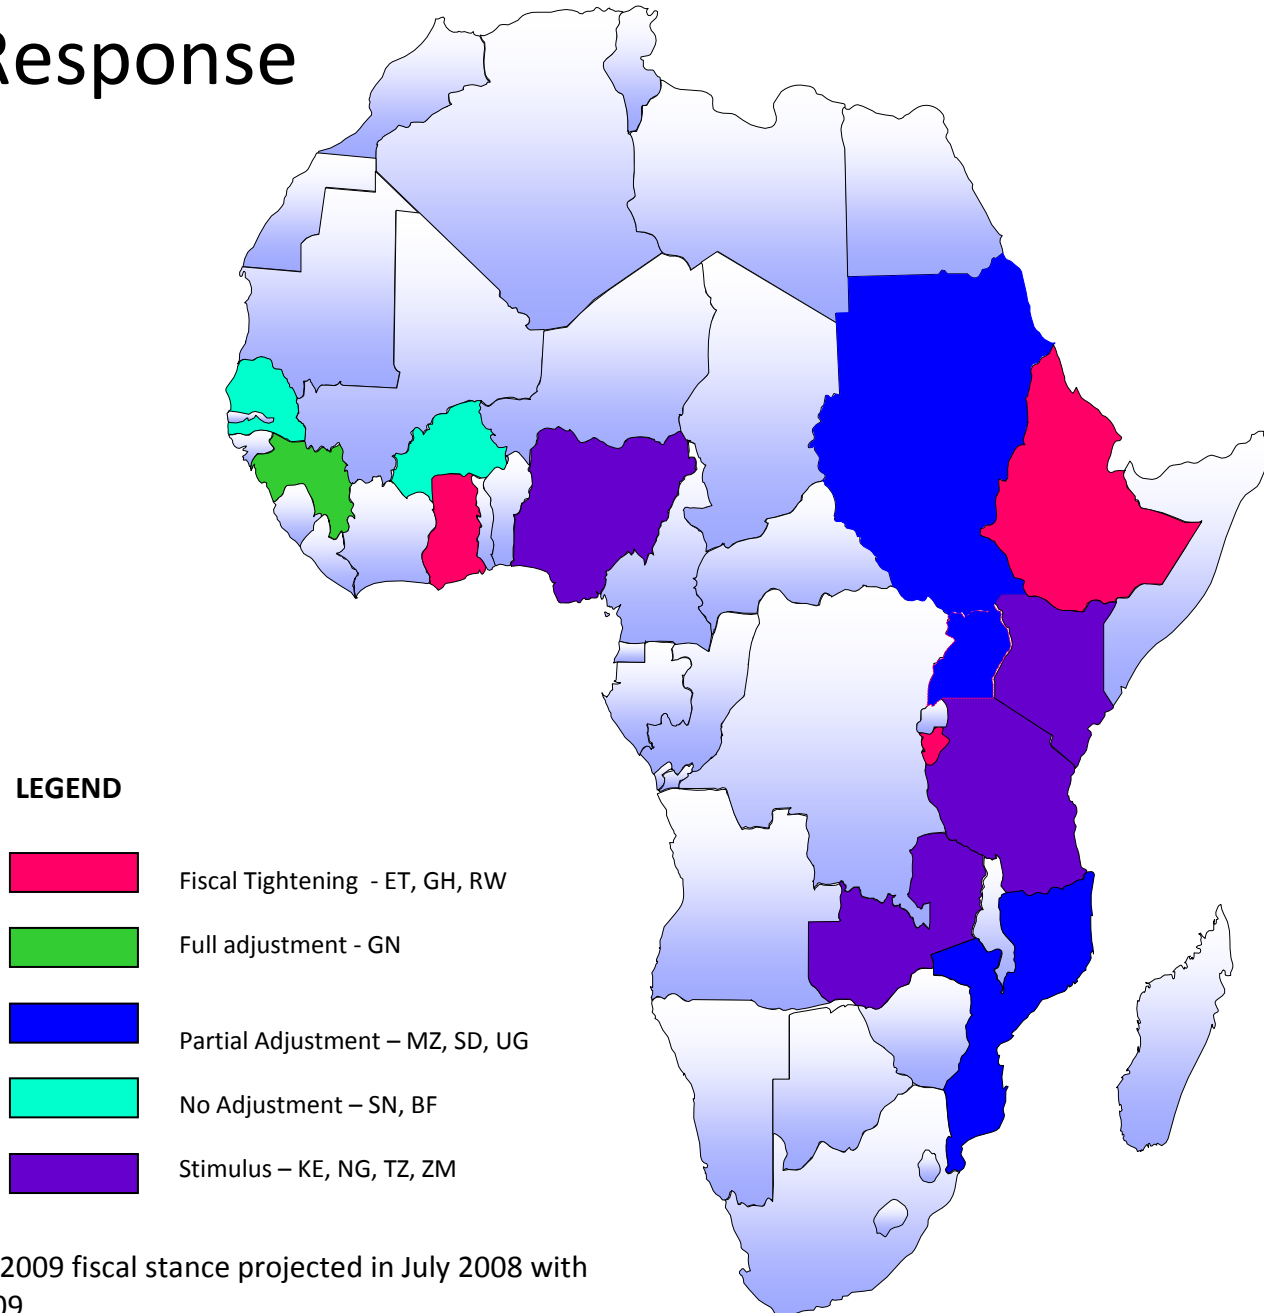 Response
LEGEND
Fiscal Tightening - ET, GH, RW
Full adjustment - GN
Partial Adjustment – MZ, SD, UG
No Adjustment – SN, BF
Stimulus – KE, NG, TZ, ZM
2009 fiscal stance projected in July 2008 with
09